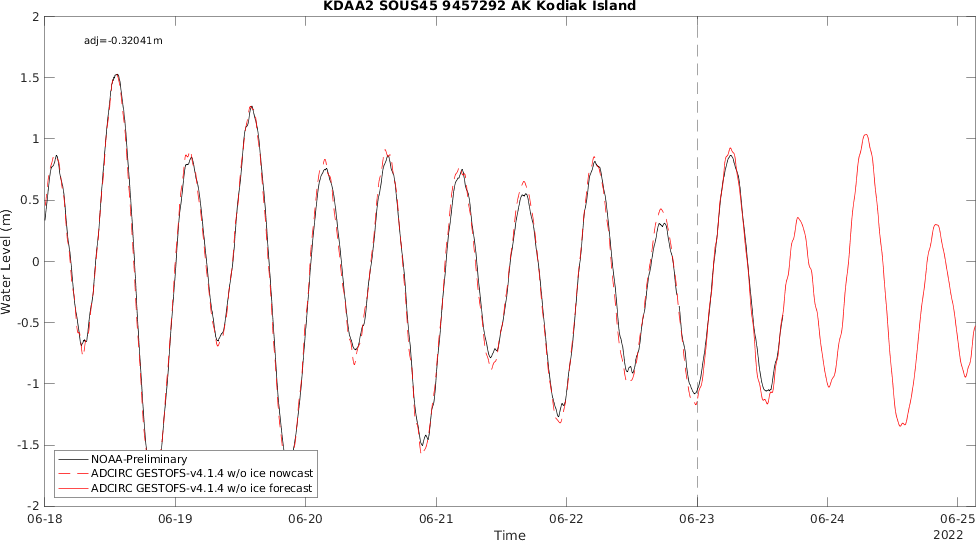 KDAA2 SOUS45 9457292 AK Kodiak Island
adj=-0.32041m
2
1.5
1
0.5
0
-0.5
-1
-1.5
-2
Water Level (m)
NOAA-Preliminary
ADCIRC GESTOFS-v4.1.4 w/o ice nowcast
ADCIRC GESTOFS-v4.1.4 w/o ice forecast
06-18 06-19 06-20 06-21 06-22 06-23 06-24 06-25
Time
2022